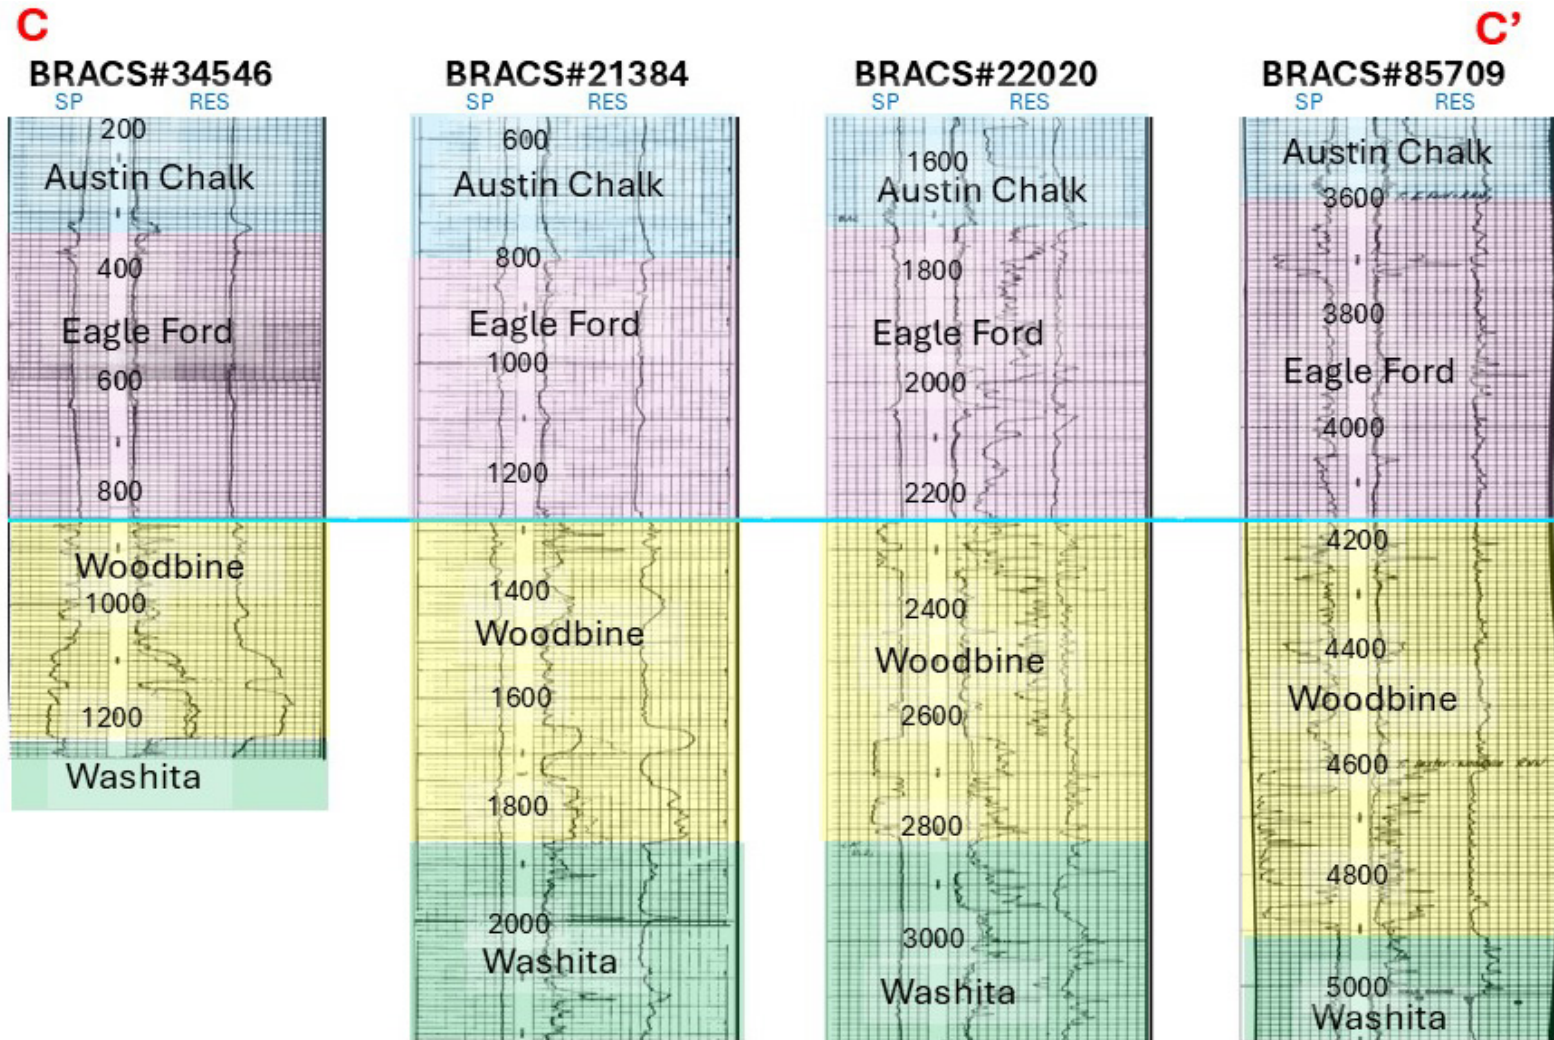 C
C’
BRACS#34546
BRACS#21384
BRACS#22020
BRACS#85709
SP RES
SP RES
SP RES
SP RES
200
Austin Chalk
400
Eagle Ford
600
800
Woodbine
1000
1200
Washita
600
Austin Chalk
800
Eagle Ford
1000
1200
1400
Woodbine
1600
1800
2000
Washita
1600
Austin Chalk
1800
Eagle Ford
2000
2200
2400
Woodbine
2600
2800
3000
Washita
Austin Chalk
3600
3800
Eagle Ford
4000
4200
4400
Woodbine
4600
4800
5000
Washita